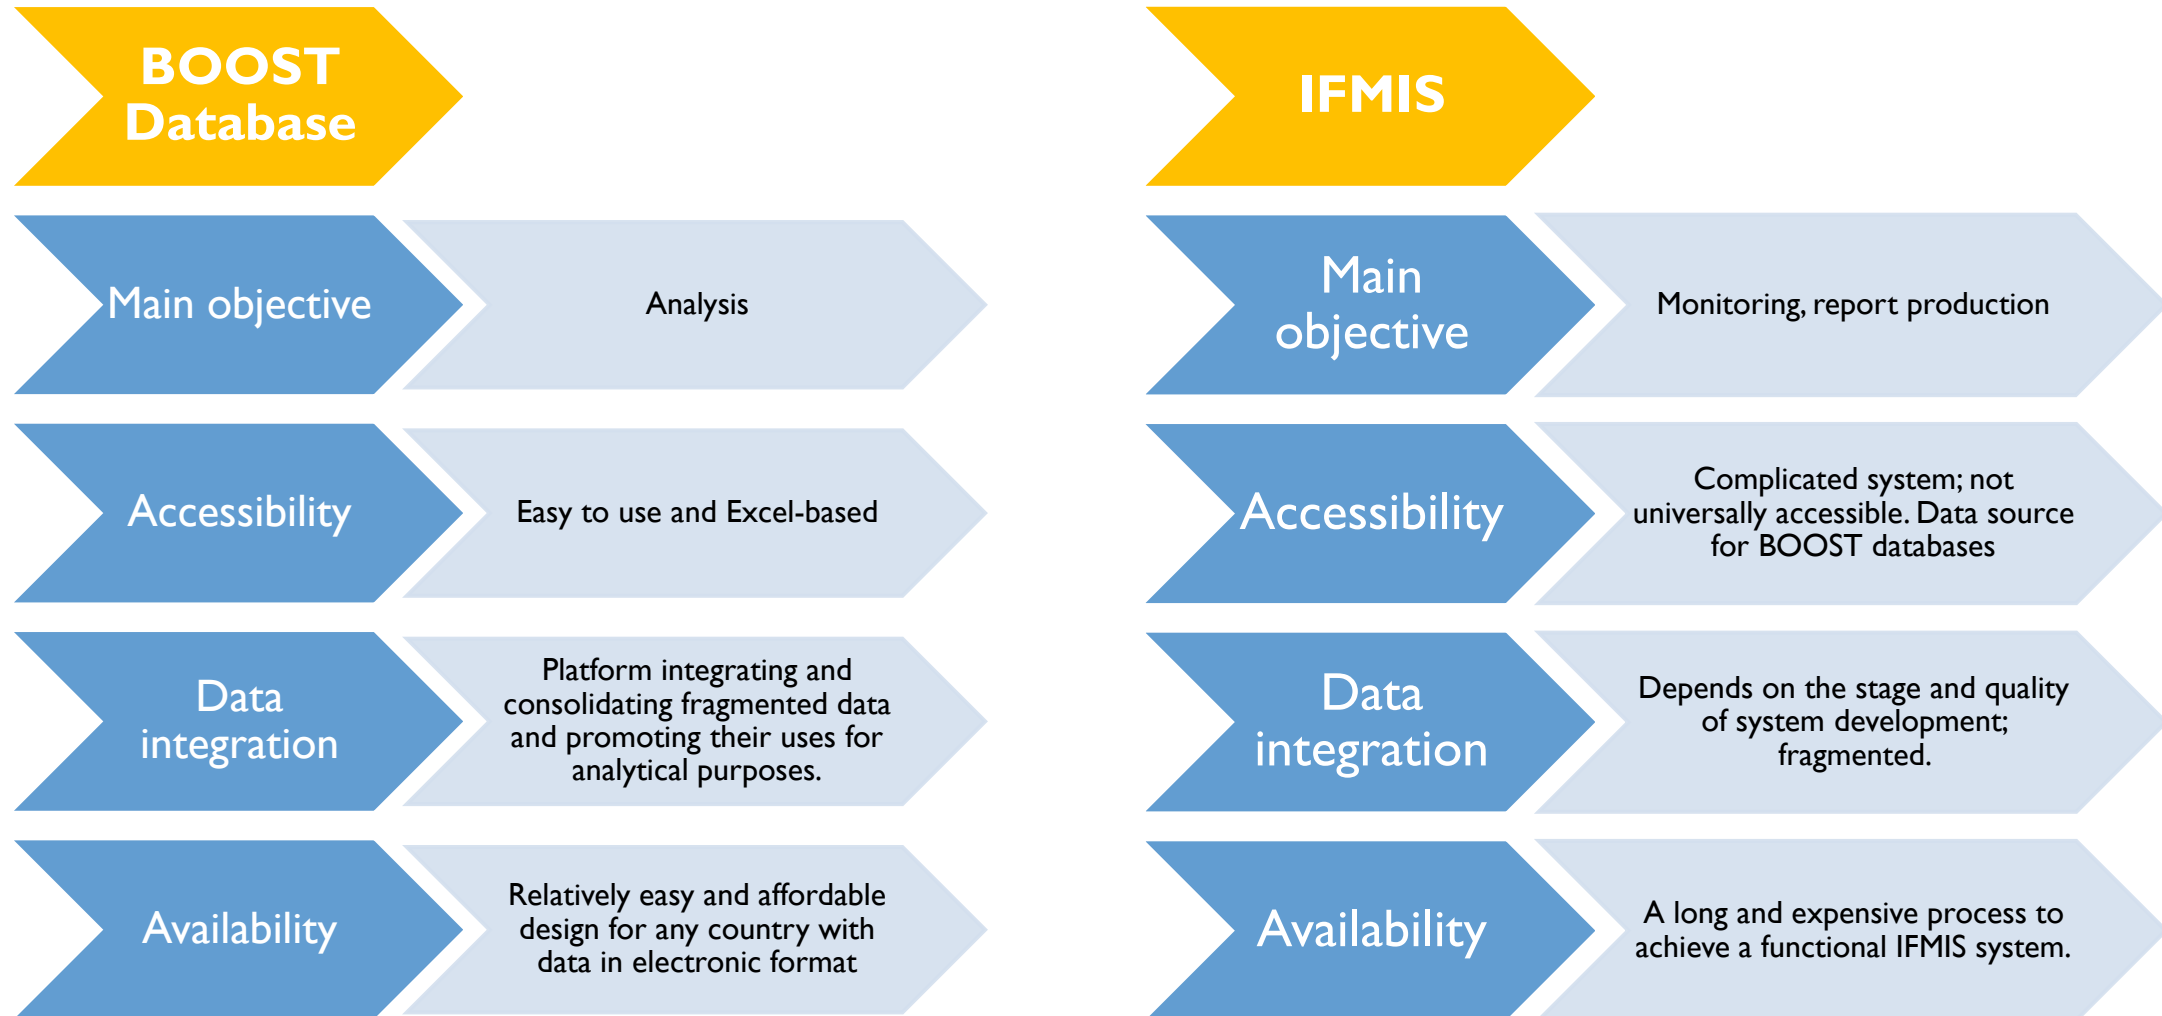 BOOST
Database
Main objective
Analysis
Accessibility
Easy to use and Excel-based
Data
integration
Platform integrating and
consolidating fragmented data
and promoting their uses for
analytical purposes.
Availability
Relatively easy and affordable
design for any country with
data in electronic format
IFMIS
Main
objective
Monitoring, report production
Accessibility
Complicated system; not
universally accessible. Data source
for BOOST databases
Data
integration
Depends on the stage and quality
of system development;
fragmented.
Availability
A long and expensive process to
achieve a functional IFMIS system.